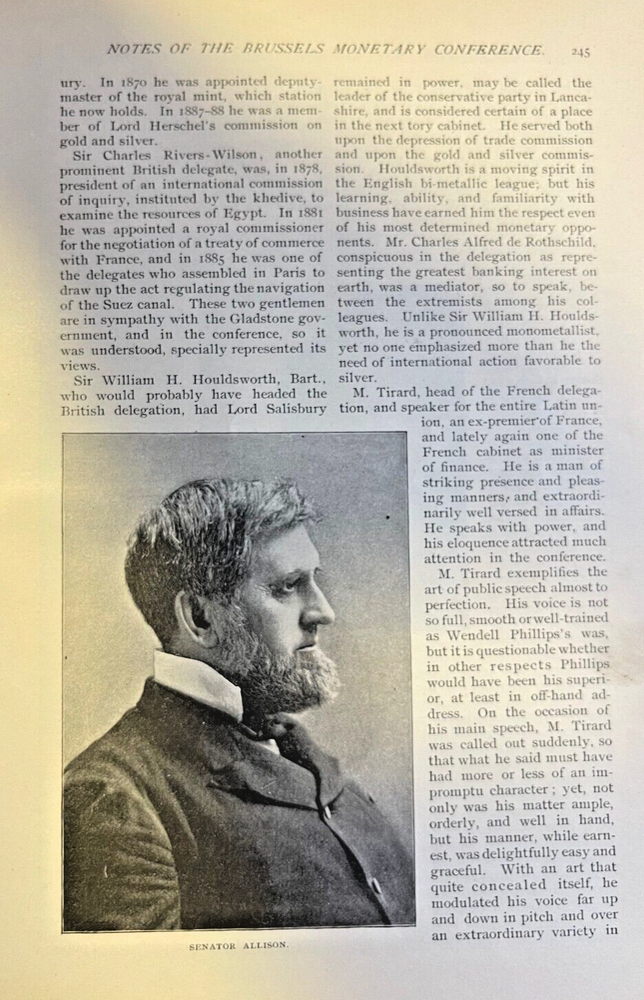 NOTES OF THE BRUSSELS MONETARY CONFERENCE. 245
ury. In 1870 he was appointed deputy-
master of the royal mint, which station
he now holds. In 1887-88 he was a mem-
ber of Lord Herschel's commission on
gold and silver.
Sir Charles Rivers-Wilson, another
prominent British delegate, was, in 1878,
president of an international commission
of inquiry, instituted by the khedive, to
examine the resources of Egypt. In 1881
he was appointed a royal commissioner
for the negotiation of a treaty of commerce
with France, and in 1885 he was one of
the delegates who assembled in Paris to
draw up the act regulating the navigation
of the Suez canal. These two gentlemen
are in sympathy with the Gladstone gov-
ernment, and in the conference, so it
was understood, specially represented its
views.
Sir William H. Houldsworth, Bart.,
who would probably have headed the
British delegation, had Lord Salisbury
remained in power, may be called the
leader of the conservative party in Lanca-
shire, and is considered certain of a place
in the next tory cabinet. He served both
upon the depression of trade commission
and upon the gold and silver commis-
sion. Houldsworth is a moving spirit in
the English bi-metallic league; but his
learning, ability, and familiarity with
business have earned him the respect even
of his most determined monetary oppo-
nents. Mr. Charles Alfred de Rothschild,
conspicuous in the delegation as repre-
senting the greatest banking interest on
earth, was a mediator, so to speak, be-
tween the extremists among his col-
leagues. Unlike Sir William H. Houlds-
worth, he is a pronounced monometallist,
yet no one emphasized more than he the
need of international action favorable to
silver.
M. Tirard, head of the French delega-
tion, and speaker for the entire Latin un-
ion, an ex-premier of France,
and lately again one of the
French cabinet as minister
of finance. He is a man of
striking presence and pleas-
ing manners, and extraordi-
narily well versed in affairs.
He speaks with power, and
his eloquence attracted much
attention in the conference.
M. Tirard exemplifies the
art of public speech almost to
perfection. His voice is not
so full, smooth or well-trained
as Wendell Phillips's was,
but it is questionable whether
in other respects Phillips
would have been his superi-
or, at least in off-hand ad-
dress. On the occasion of
his main speech, M. Tirard
was called out suddenly, so
that what he said must have
had more or less of an im-
promptu character; yet, not
only was his matter ample,
orderly, and well in hand,
but his manner, while earn-
est, was delightfully easy and
graceful. With an art that
quite concealed itself, he
modulated his voice far up
and down in pitch and over
an extraordinary variety in
SENATOR ALLISON.